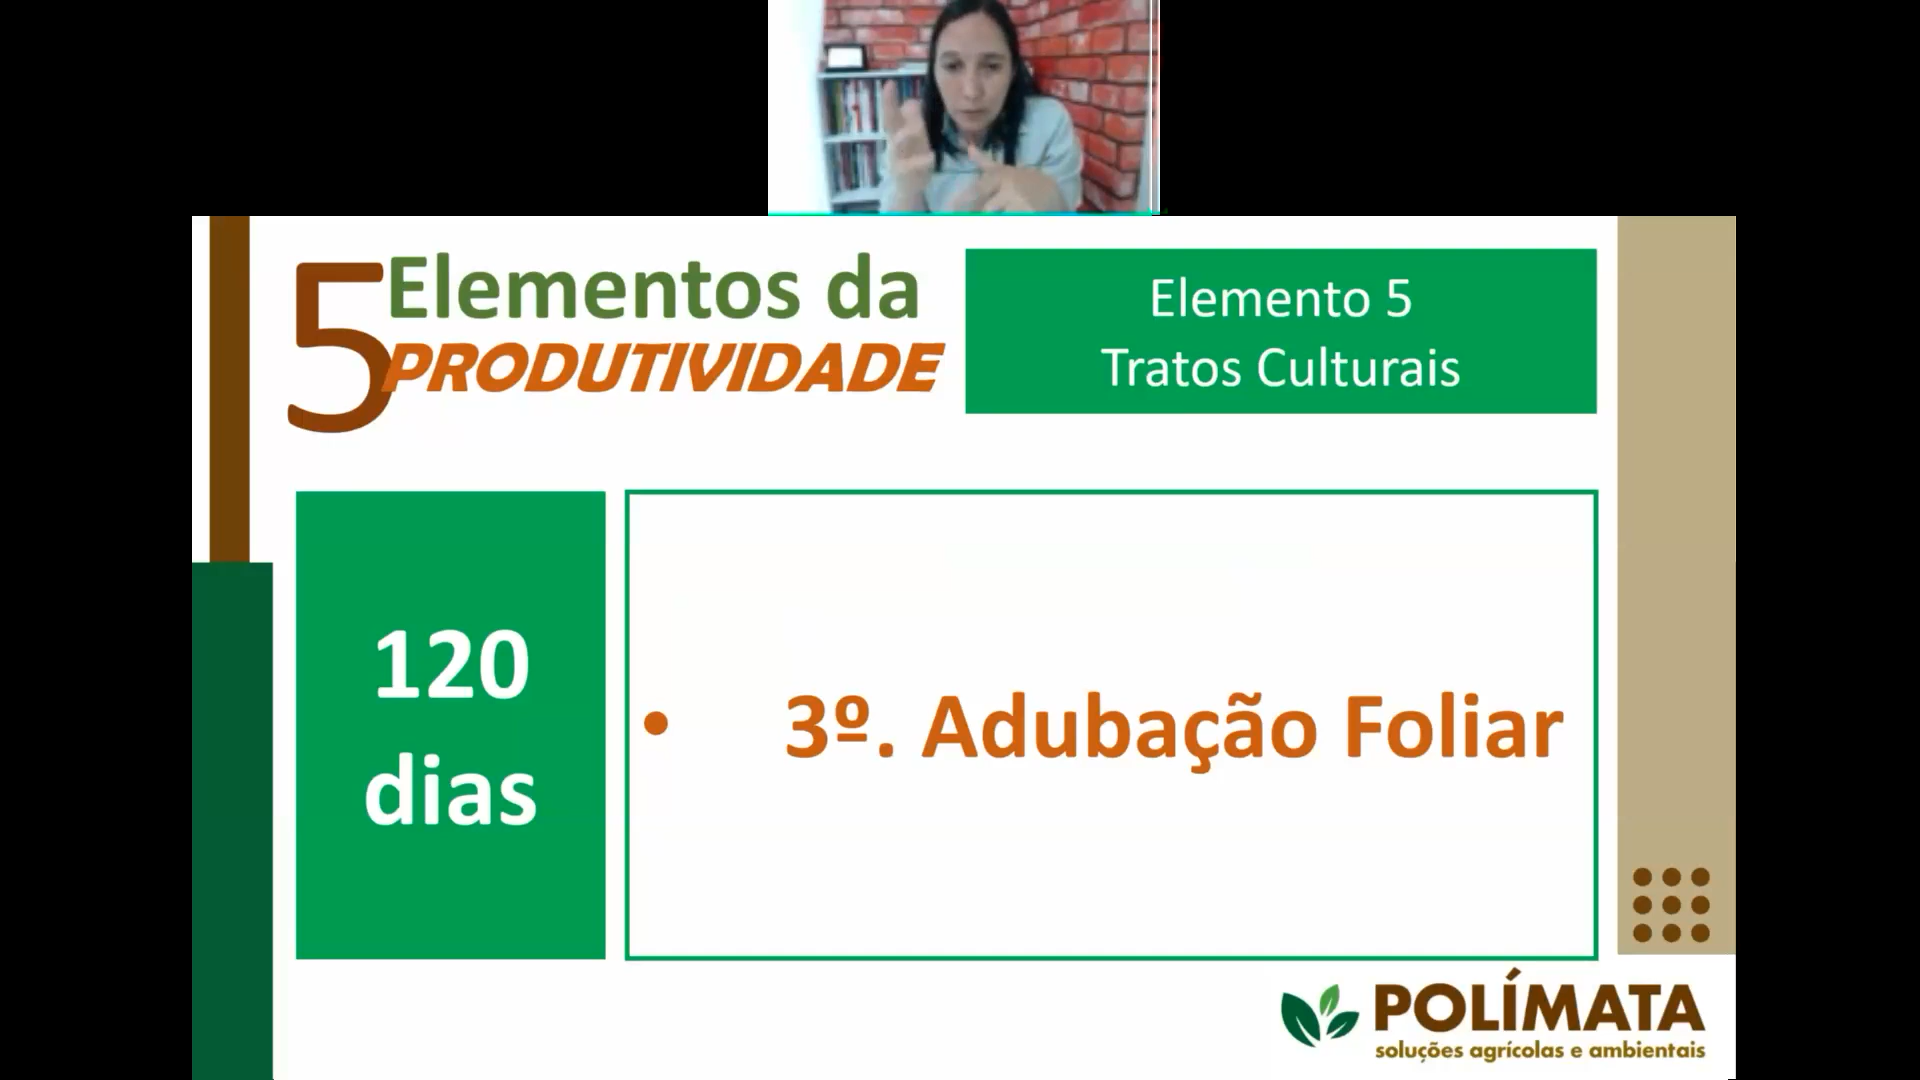 5 Elementos da
PRODUTIVIDADE
Elemento 5
Tratos Culturais
120
dias
• 3º. Adubação Foliar
POLÍMATA
soluções agrícolas e ambientais